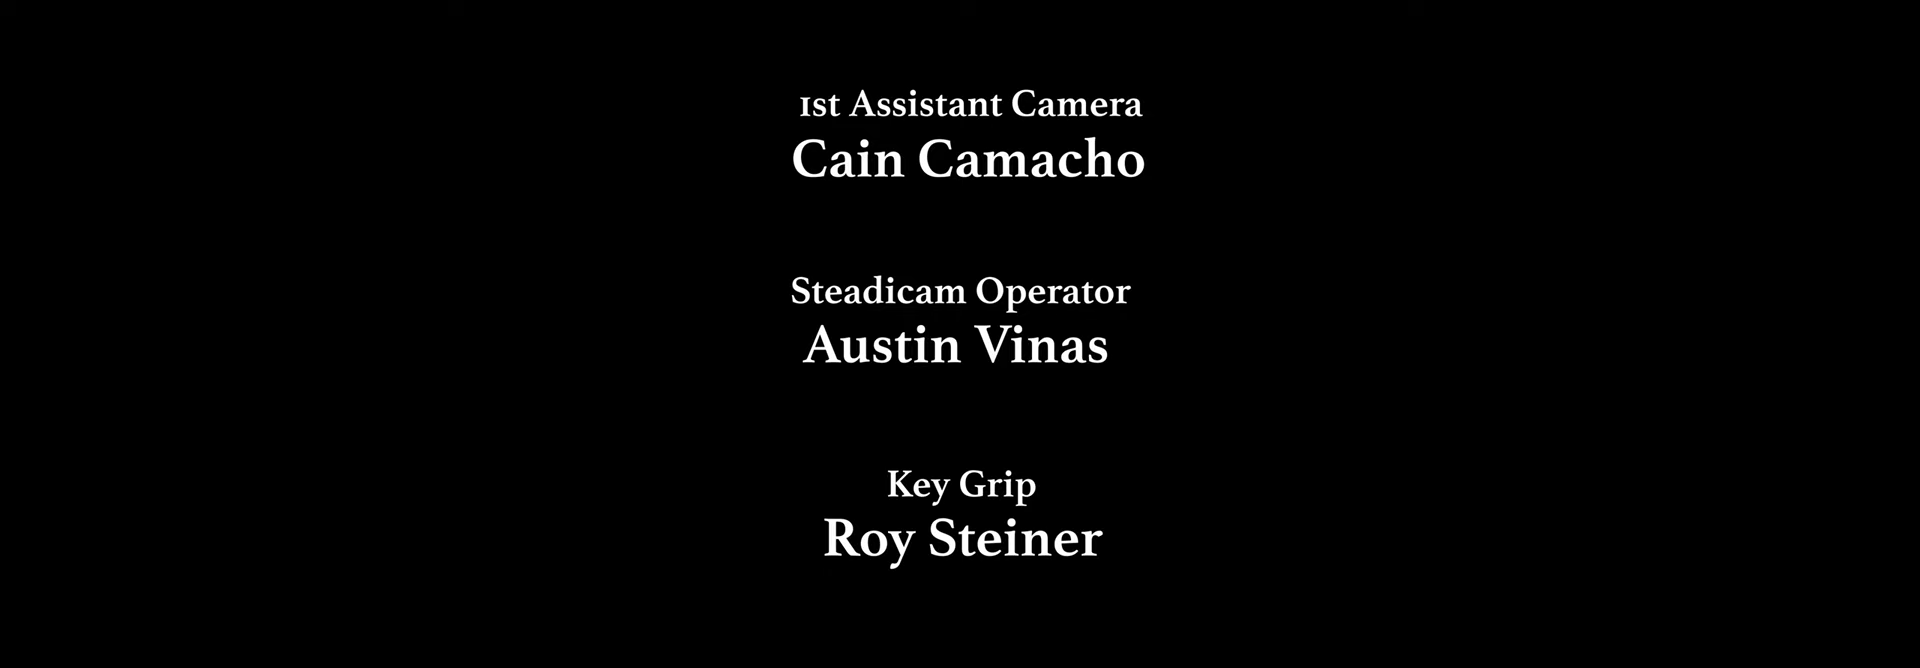 1st Assistant Camera
Cain Camacho
Steadicam Operator
Austin Vinas
Key Grip
Roy Steiner